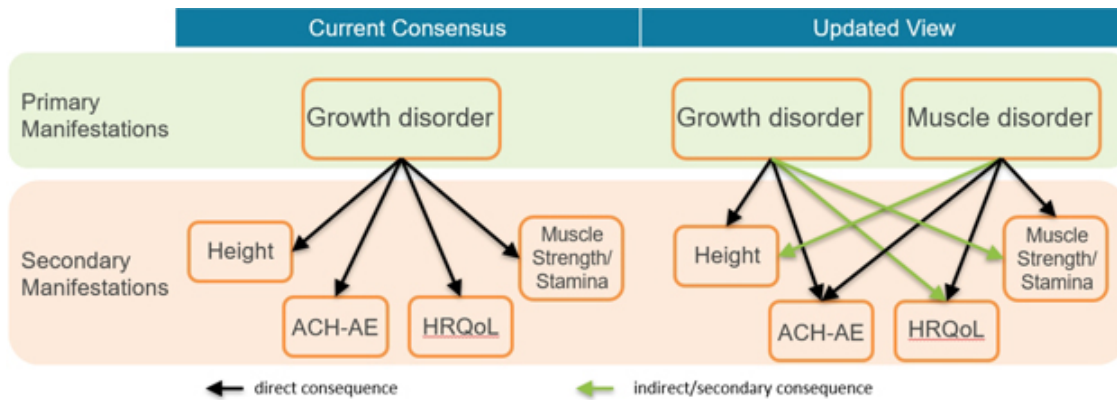 Current Consensus
Updated View
Primary
Manifestations
Growth disorder
Growth disorder
Muscle disorder
Secondary
Manifestations
Height
ACH-AE
HRQoL
Muscle
Strength/
Stamina
Height
ACH-AE
HRQoL
Muscle
Strength/
Stamina
direct consequence
indirect/secondary consequence